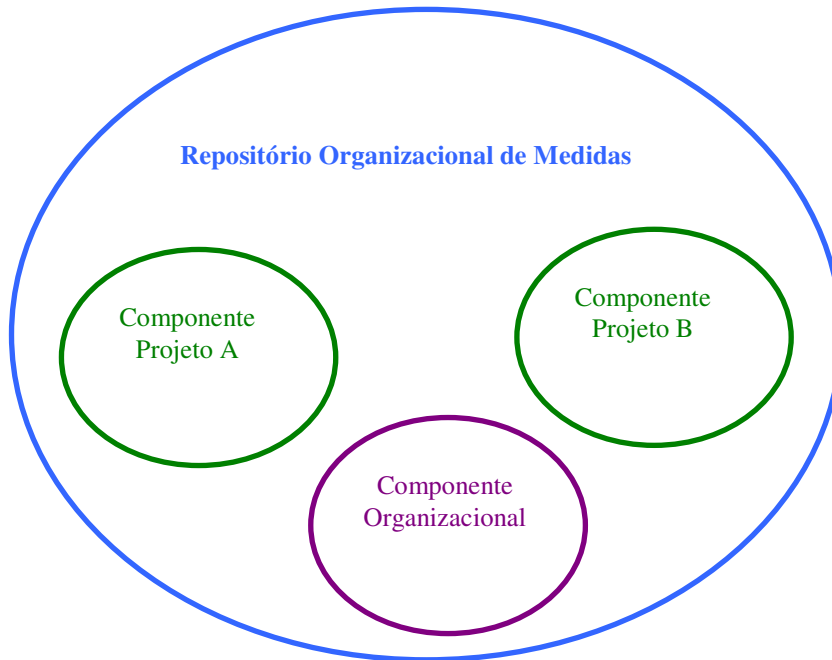 Repositório Organizacional de Medidas
Componente
Projeto A
Componente
Projeto B
Componente
Organizacional